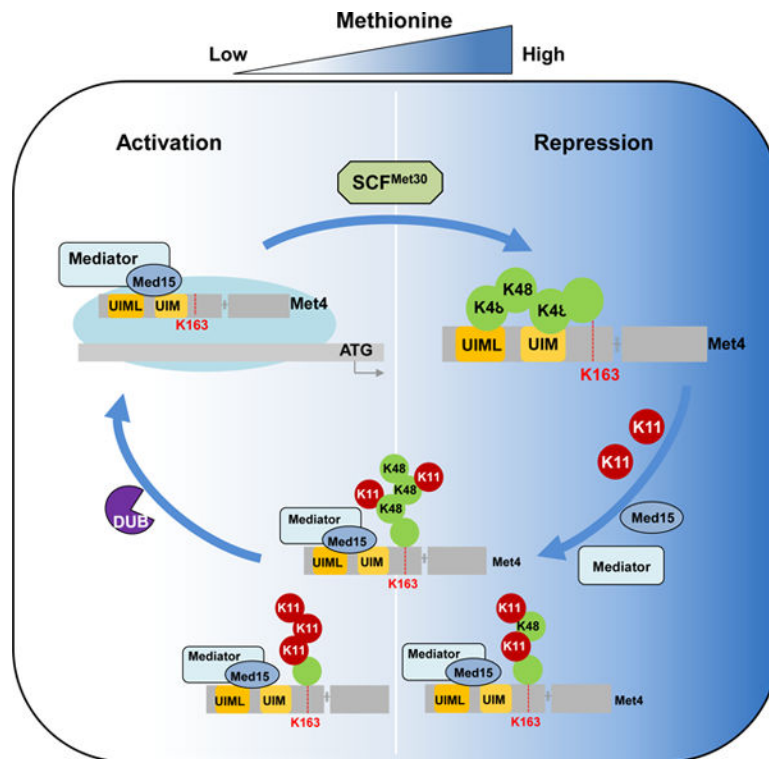 Methionine
Low
High
Activation
Repression
SCFMet30
Mediator
Med15
UIML
UIM
Met4
K163
ATG
K48
K48
K48
UIML
UIM
Met4
K163
K11
K11
Med15
Mediator
DUB
K48
K11
K11
K48
K48
Mediator
Med15
UIML
UIM
Met4
K163
K11
K11
K11
Mediator
Med15
UIML
UIM
K163
K11
K48
K11
Mediator
Med15
UIML
UIM
Met4
K163